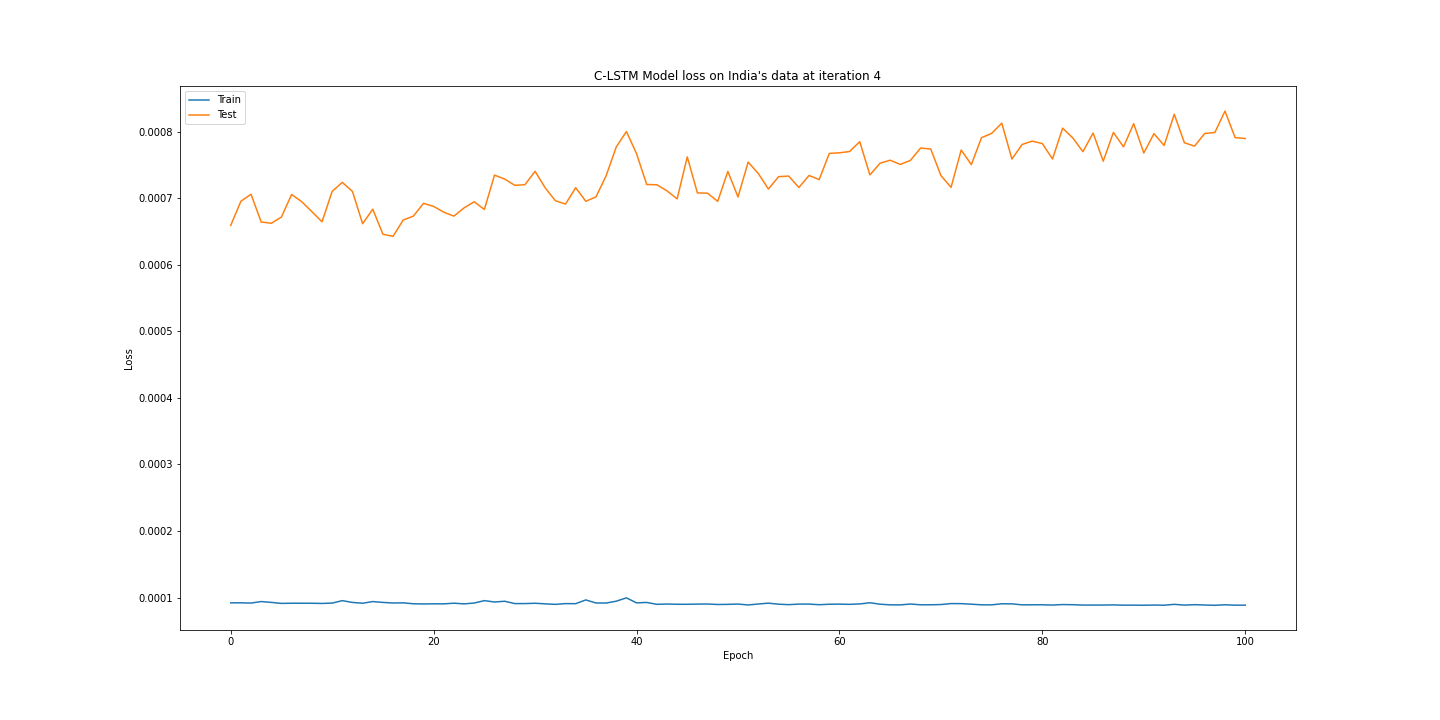 C-LSTM Model loss on India's data at iteration 4
Train
Test
0.0008
0.0007
0.0006
0.0005
0.0004
0.0003
0.0002
0.0001
Loss
0 20 40 60 80 100
Epoch